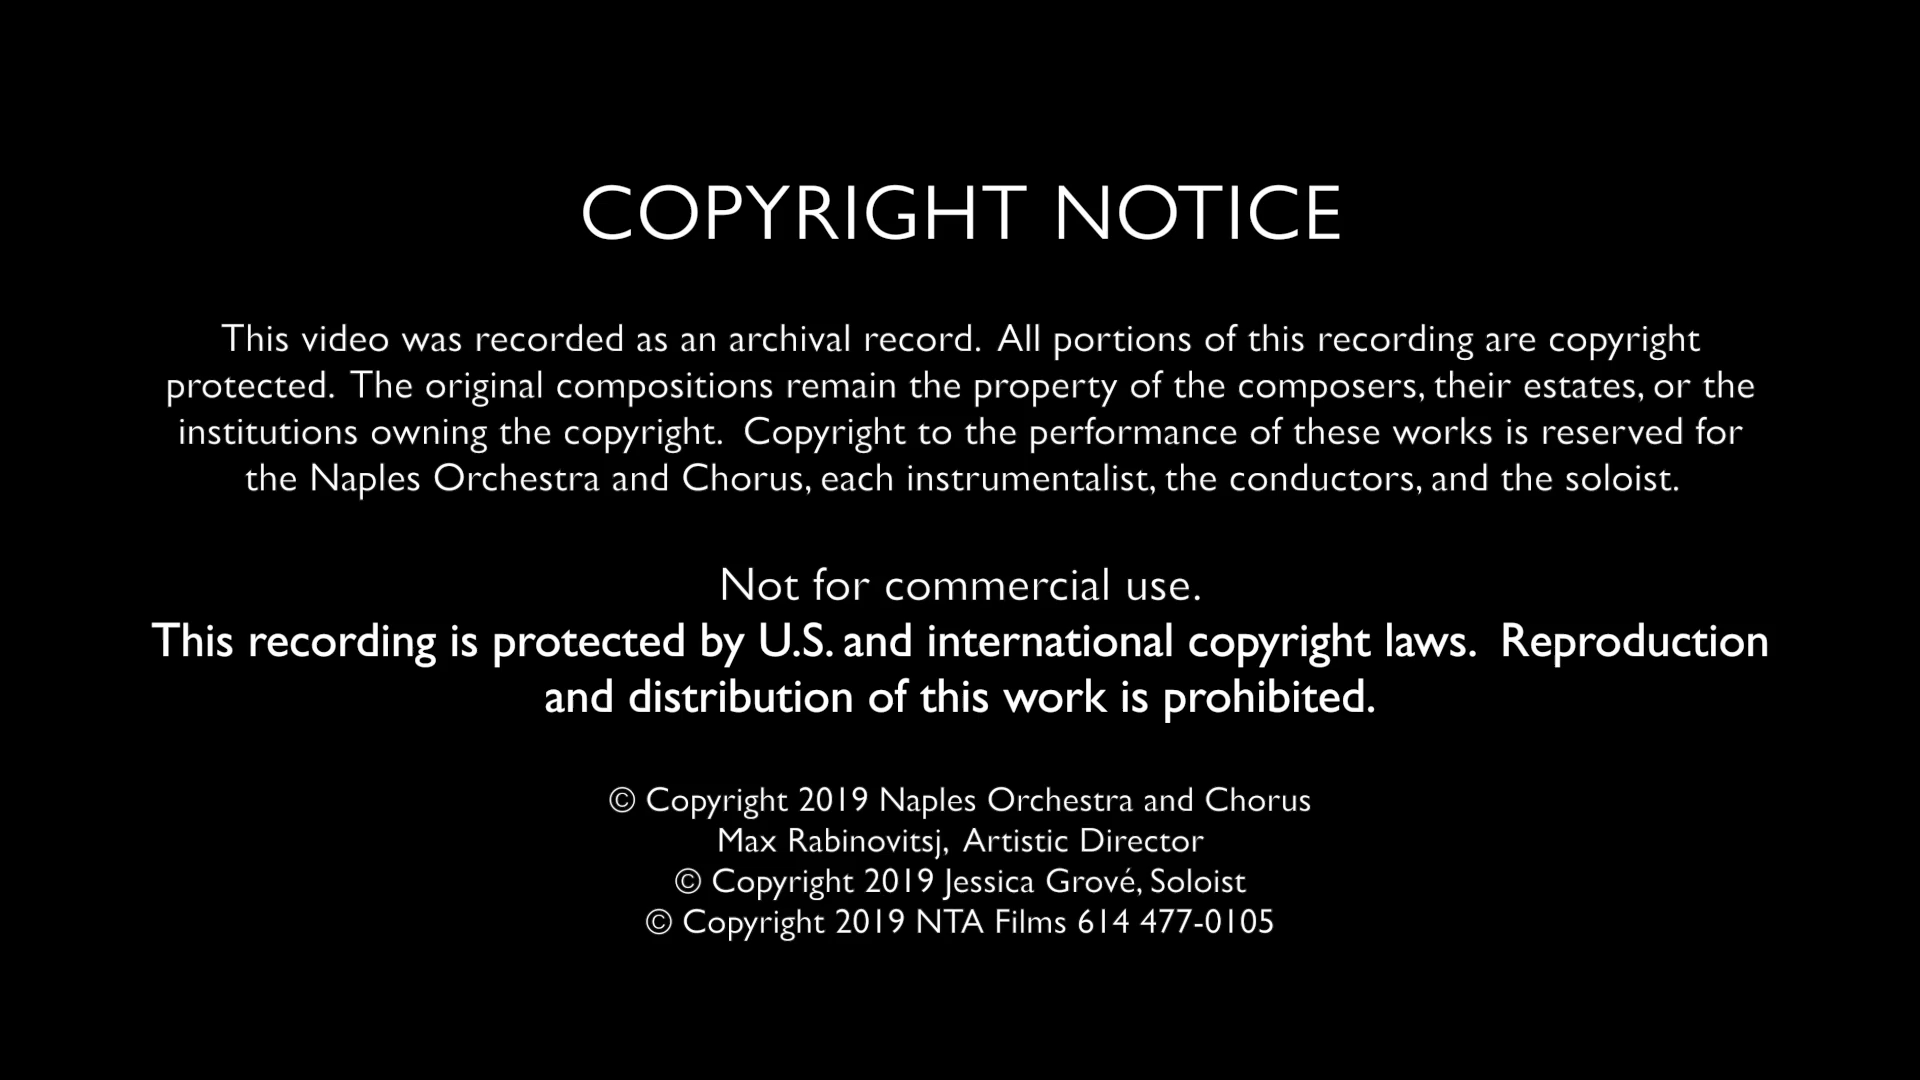 COPYRIGHT NOTICE
This video was recorded as an archival record. All portions of this recording are copyright
protected. The original compositions remain the property of the composers, their estates, or the
institutions owning the copyright. Copyright to the performance of these works is reserved for
the Naples Orchestra and Chorus, each instrumentalist, the conductors, and the soloist.
Not for commercial use.
This recording is protected by U.S. and international copyright laws. Reproduction
and distribution of this work is prohibited.
© Copyright 2019 Naples Orchestra and Chorus
Max Rabinovitsj, Artistic Director
© Copyright 2019 Jessica Grové, Soloist
© Copyright 2019 NTA Films 614 477-0105